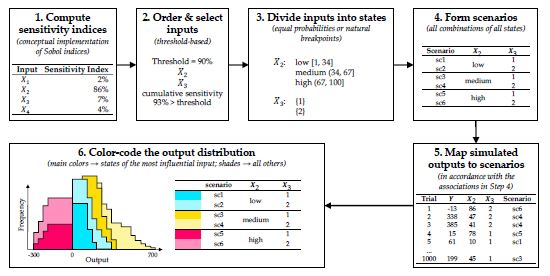 1. Compute
sensitivity indices
(conceptual implementation
of Sobol indices)
Input Sensitivity Index
X1 2%
X2 86%
X3 7%
X4 4%
2. Order & select
inputs
(threshold-based)
Threshold = 90%
X2
X3
cumulative sensitivity
93% > threshold
3. Divide inputs into states
(equal probabilities or natural
breakpoints)
X2: low [1, 34]
medium (34, 67]
high (67, 100]
X3: {1}
{2}
4. Form scenarios
(all combinations of all states)
Scenario X2 X3
sc1 low 1
sc2 2
sc3 medium 1
sc4 2
sc5 high 1
sc6 2
5. Map simulated
outputs to scenarios
(in accordance with the
associations in Step 4)
Trial Y X2 X3 Scenario
1 -13 86 2 sc6
2 338 47 2 sc4
3 385 41 2 sc4
4 15 78 1 sc5
5 61 10 1 sc1
...
1000 199 45 1 sc3
6. Color-code the output distribution
(main colors → states of the most influential input; shades → all others)
Frequency
-300 0 700
Output
scenario X2 X3
sc1 low 1
sc2 2
sc3 medium 1
sc4 2
sc5 high 1
sc6 2